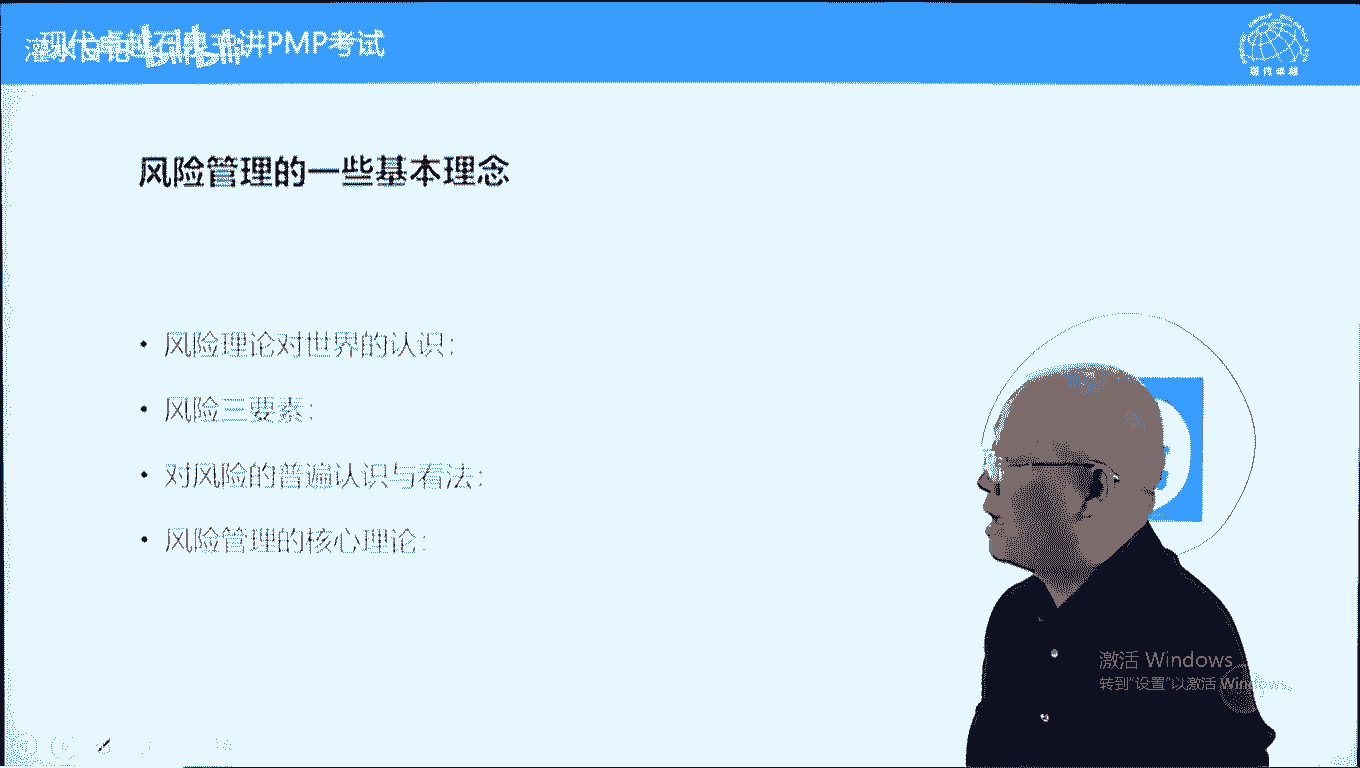 讲PMP考试
现代卓越
风险管理的一些基本理念
• 风险理论对世界的认识：
• 风险三要素：
• 对风险的普遍认识与看法：
• 风险管理的核心理论：
激活 Windows
转到"设置"以激活 Windows。